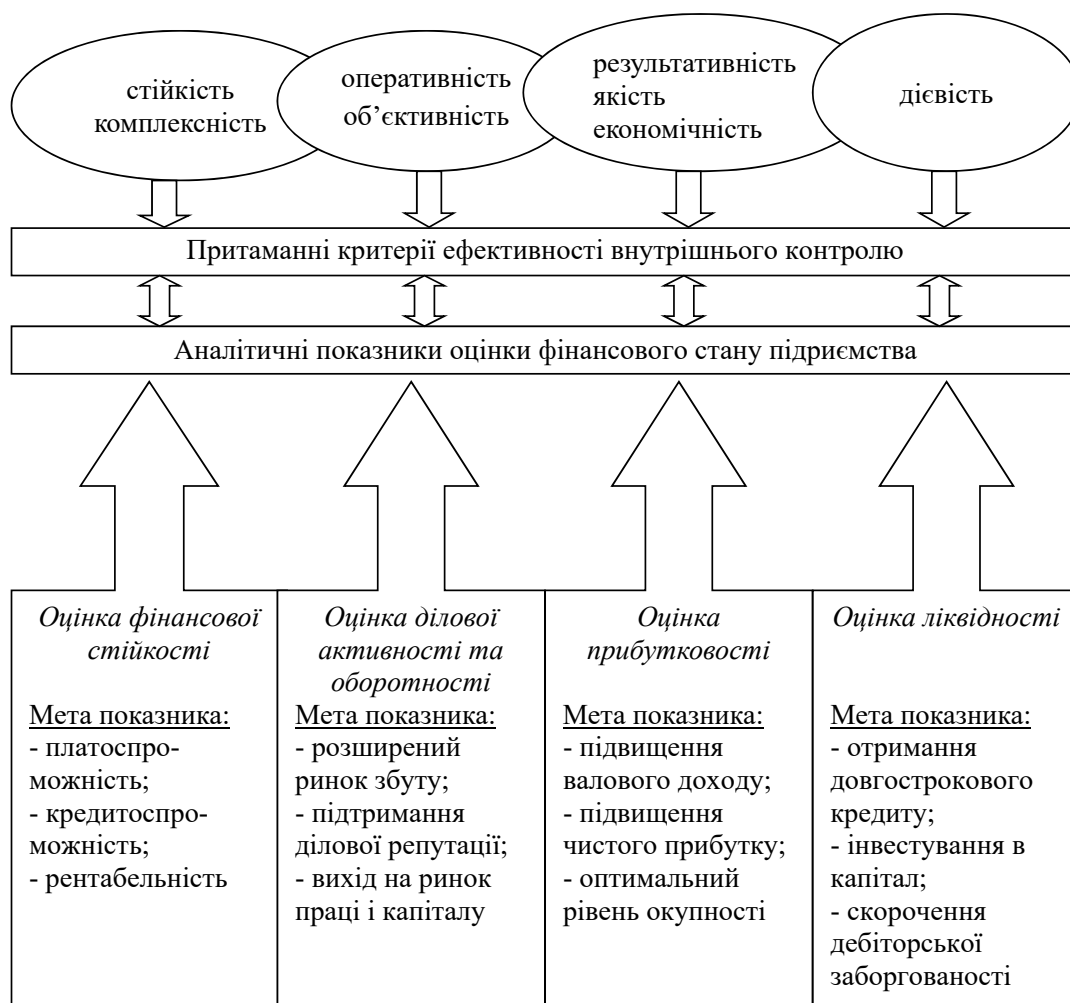 стійкість
комплексність
оперативність
об’єктивність
результативність
якість
економічність
дієвість
Притаманні критерії ефективності внутрішнього контролю
Аналітичні показники оцінки фінансового стану підриємства
Оцінка фінансової
стійкості
Мета показника:
- платоспро-
можність;
- кредитоспро-
можність;
- рентабельність
Оцінка ділової
активності та
оборотності
Мета показника:
- розширений
ринок збуту;
- підтримання
ділової репутації;
- вихід на ринок
праці і капіталу
Оцінка
прибутковості
Мета показника:
- підвищення
валового доходу;
- підвищення
чистого прибутку;
- оптимальний
рівень окупності
Оцінка ліквідності
Мета показника:
- отримання
довгострокового
кредиту;
- інвестування в
капітал;
- скорочення
дебіторської
заборгованості